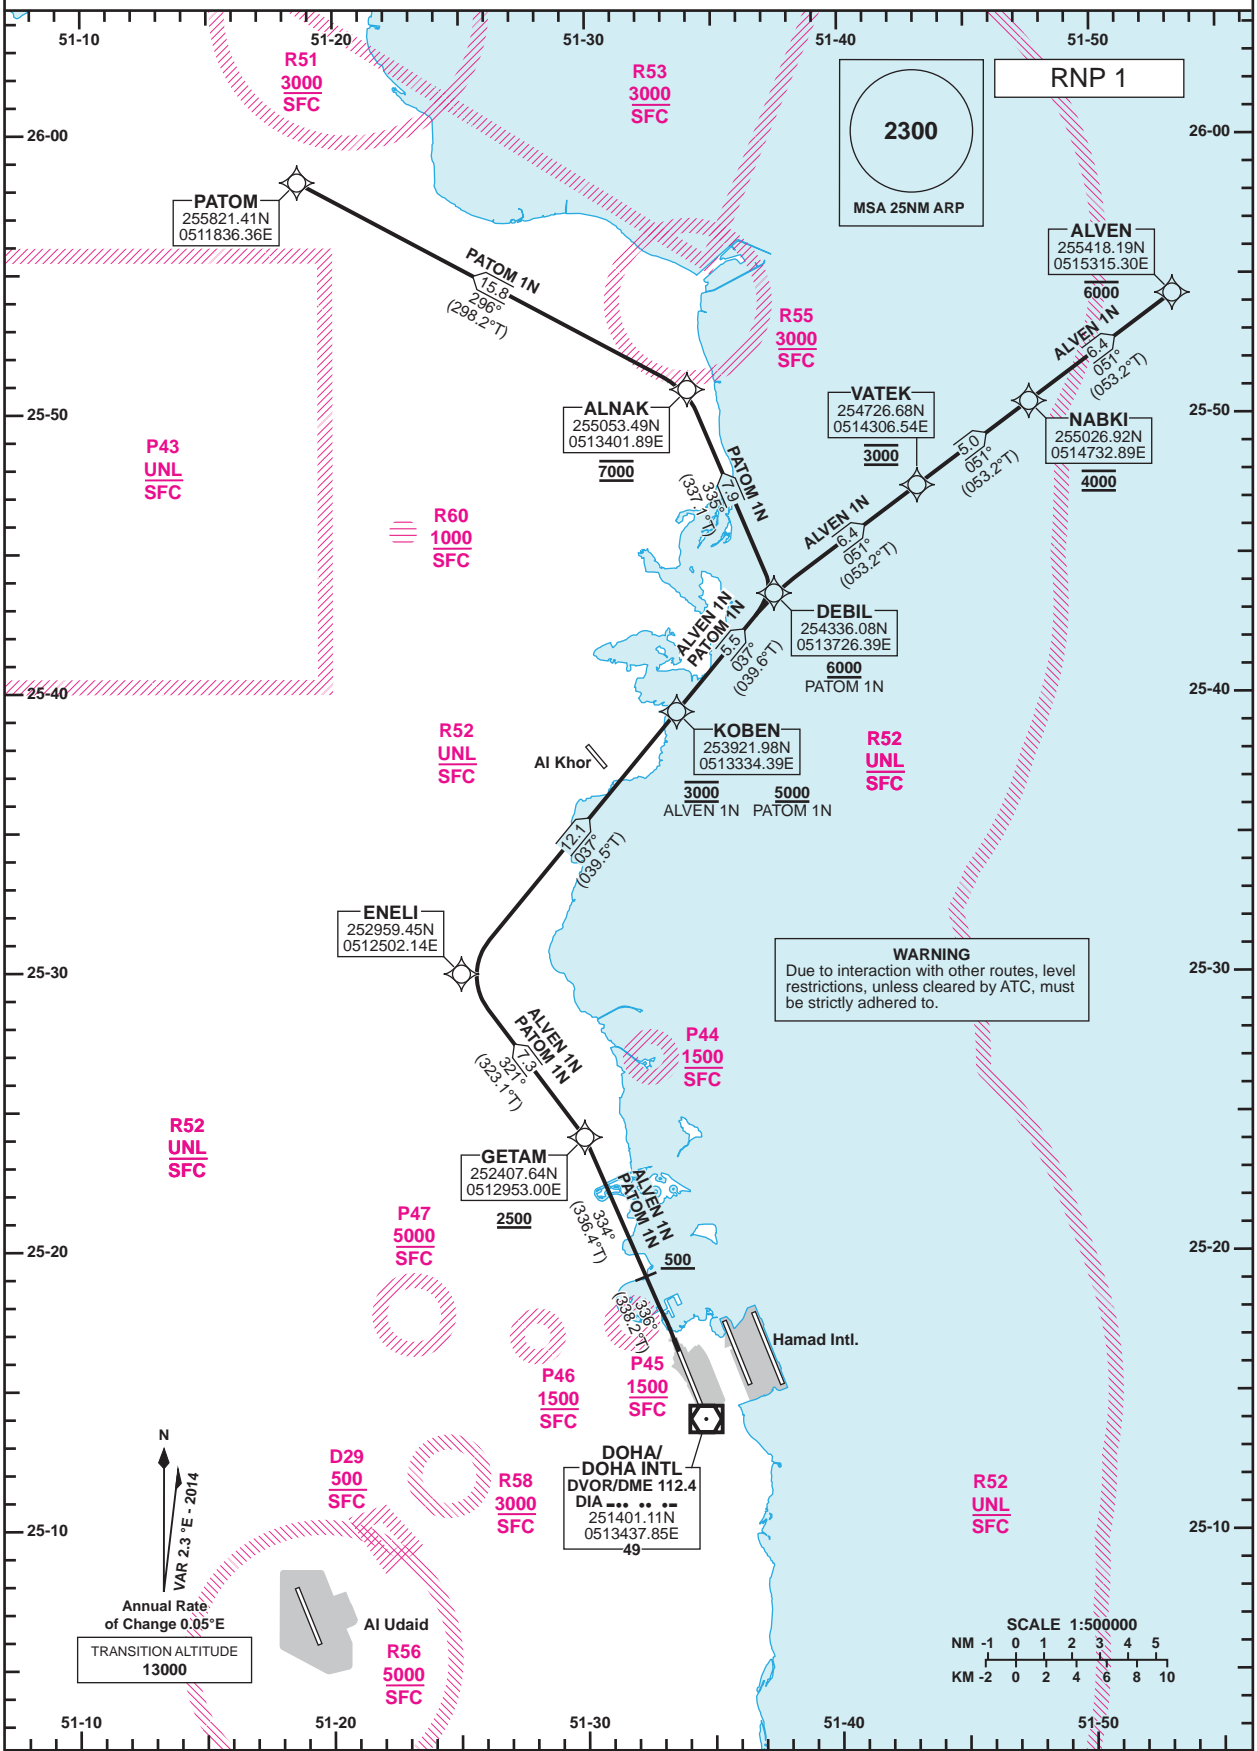 51-10
51-20
51-30
51-40
51-50
RNP 1
R51
3000
SFC
R53
3000
SFC
2300
MSA 25NM ARP
26-00
26-00
PATOM
255821.41N
0511836.36E
ALVEN
255418.19N
0515315.30E
6000
PATOM 1N
15.8
296°
(298.2°T)
R55
3000
SFC
ALVEN 1N
6.4
051°
(053.2°T)
VATEK
254726.68N
0514306.54E
3000
25-50
25-50
ALNAK
255053.49N
0513401.89E
7000
NABKI
255026.92N
0514732.89E
4000
P43
UNL
SFC
5.0
051°
(053.2°T)
PATOM 1N
7.9
335°
(337.1°T)
R60
1000
SFC
ALVEN 1N
6.4
051°
(053.2°T)
DEBIL
254336.08N
0513726.39E
6000
PATOM 1N
ALVEN 1N
PATOM 1N
5.5
037°
(039.6°T)
25-40
25-40
R52
UNL
SFC
Al Khor
KOBEN
253921.98N
0513334.39E
3000
ALVEN 1N
5000
PATOM 1N
R52
UNL
SFC
12.1
037°
(039.5°T)
ENELI
252959.45N
0512502.14E
25-30
25-30
WARNING
Due to interaction with other routes, level
restrictions, unless cleared by ATC, must
be strictly adhered to.
ALVEN 1N
PATOM 1N
7.3
321°
(323.1°T)
P44
1500
SFC
R52
UNL
SFC
GETAM
252407.64N
0512953.00E
2500
ALVEN 1N
PATOM 1N
334°
(336.4°T)
P47
5000
SFC
25-20
25-20
500
336°
(338.2°T)
Hamad Intl.
P46
1500
SFC
P45
1500
SFC
N
VAR 2.3 °E - 2014
Annual Rate
of Change 0.05°E
TRANSITION ALTITUDE
13000
D29
500
SFC
R58
3000
SFC
DOHA/
DOHA INTL
DVOR/DME 112.4
DIA
251401.11N
0513437.85E
49
R52
UNL
SFC
25-10
25-10
Al Udaid
R56
5000
SFC
SCALE 1:500000
NM -1 0 1 2 3 4 5
KM -2 0 2 4 6 8 10
51-10
51-20
51-30
51-40
51-50